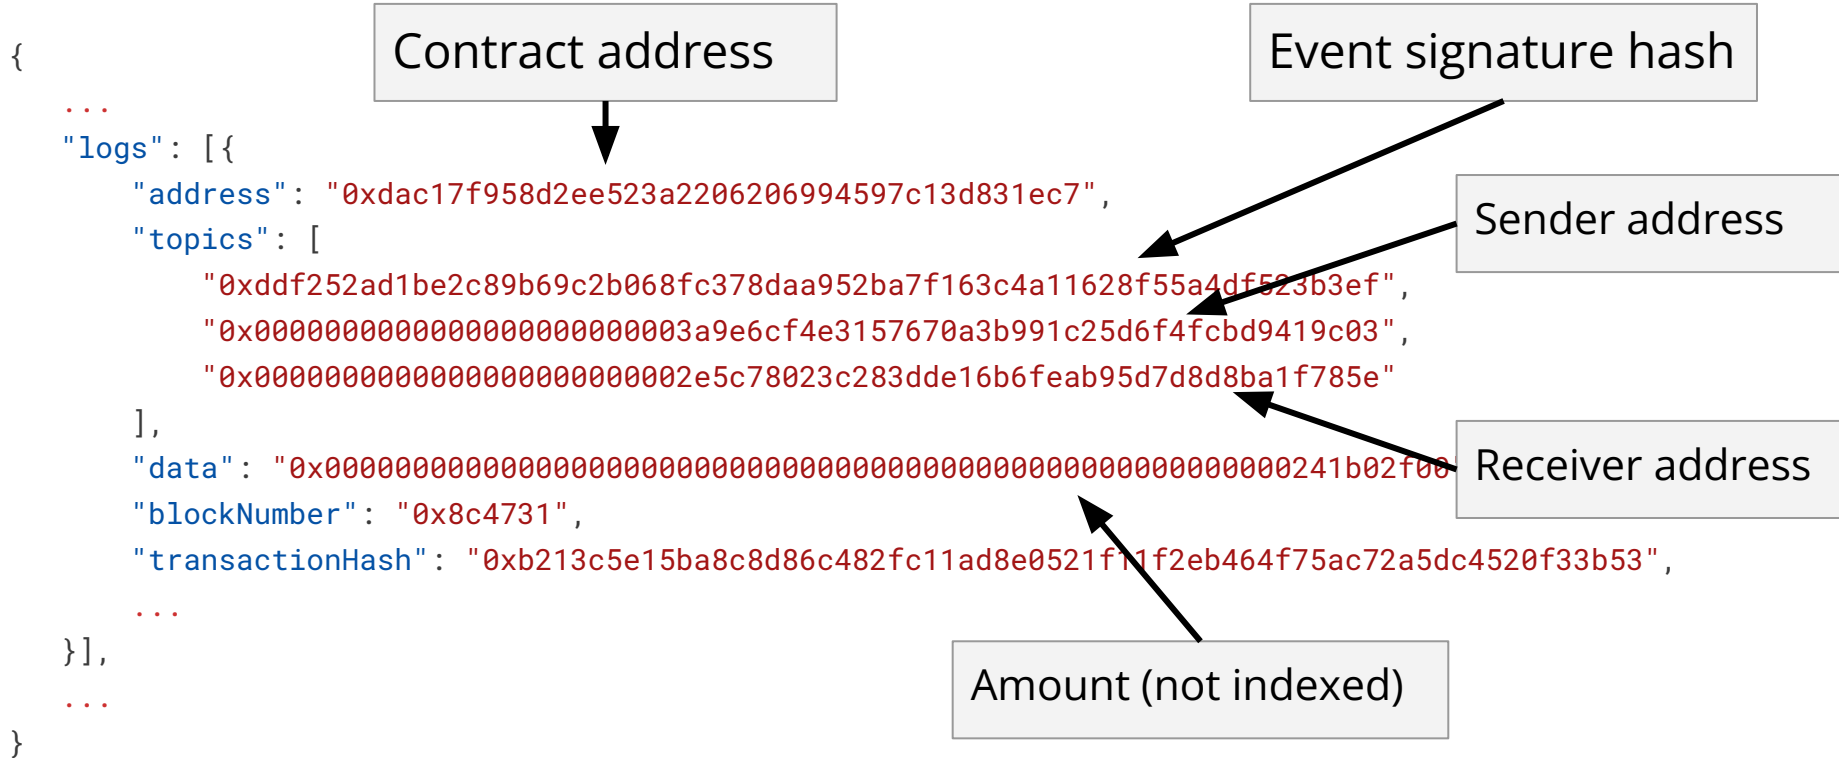 {
Contract address
Event signature hash
...
"logs": [{
"address": "0xdac17f958d2ee523a2206206994597c13d831ec7",
Sender address
"topics": [
"0xddf252ad1be2c89b69c2b068fc378daa952ba7f163c4a11628f55a4df523b3ef",
"0x0000000000000000000000003a9e6cf4e3157670a3b991c25d6f4fcbd9419c03",
"0x0000000000000000000000002e5c78023c283dde16b6feab95d7d8d8ba1f785e"
],
"data": "0x0000000000000000000000000000000000000000000000000000000241b02f00
Receiver address
"blockNumber": "0x8c4731",
"transactionHash": "0xb213c5e15ba8c8d86c482fc11ad8e0521f11f2eb464f75ac72a5dc4520f33b53",
...
}],
Amount (not indexed)
...
}